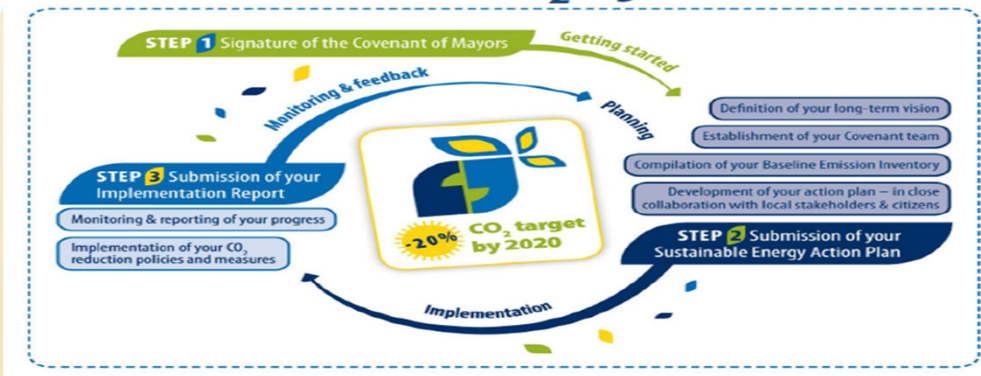 STEP 1 Signature of the Covenant of Mayors
Getting started
Monitoring & feedback
Planning
Definition of your long-term vision
Establishment of your Covenant team
Compilation of your Baseline Emission Inventory
Development of your action plan – in close
collaboration with local stakeholders & citizens
STEP 2 Submission of your
Sustainable Energy Action Plan
STEP 3 Submission of your
Implementation Report
Monitoring & reporting of your progress
Implementation of your CO₂
reduction policies and measures
-20% CO₂ target
by 2020
Implementation